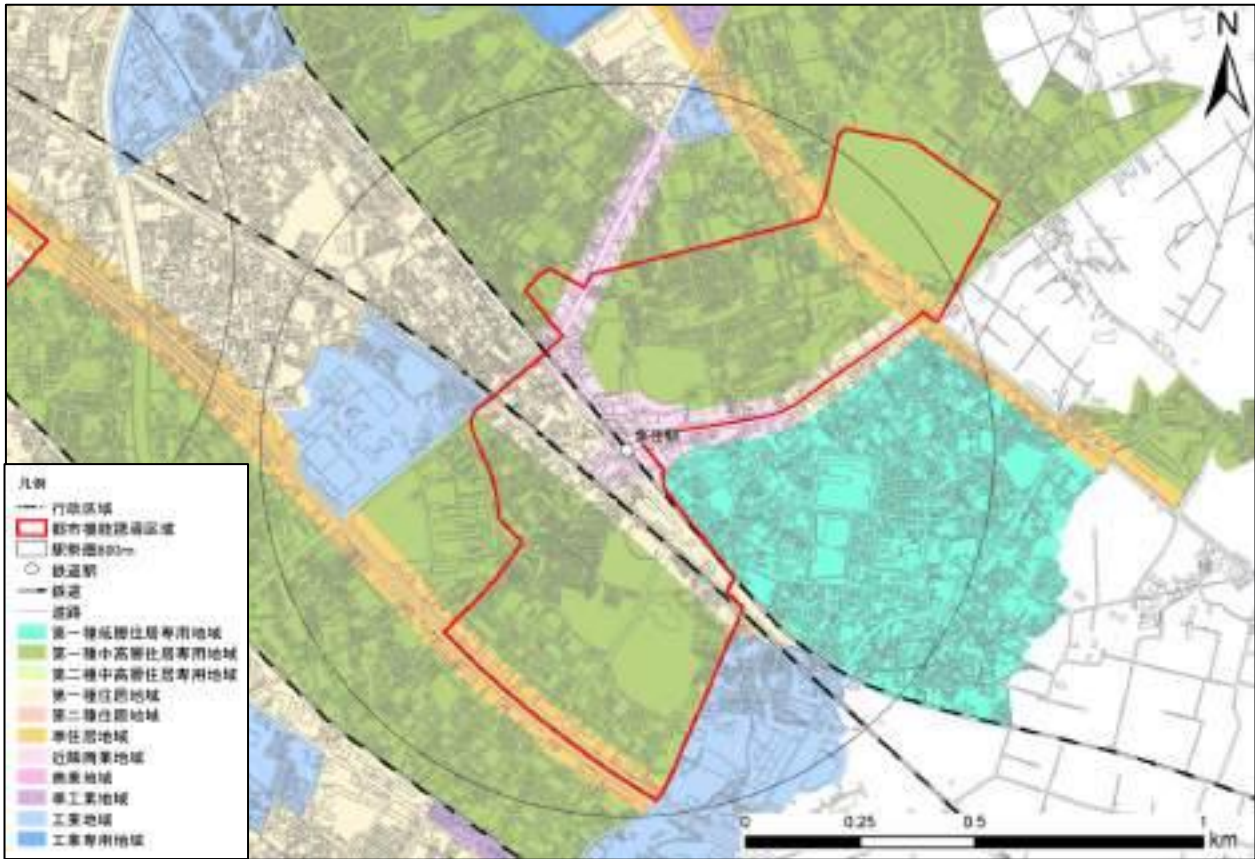 N
凡例
行政区域
都市機能誘導区域
駅勢圏800m
鉄道駅
鉄道
道路
第一種低層住居専用地域
第一種中高層住居専用地域
第二種中高層住居専用地域
第一種住居地域
第二種住居地域
準住居地域
近隣商業地域
商業地域
準工業地域
工業地域
工業専用地域
0 0.25 0.5 1
km